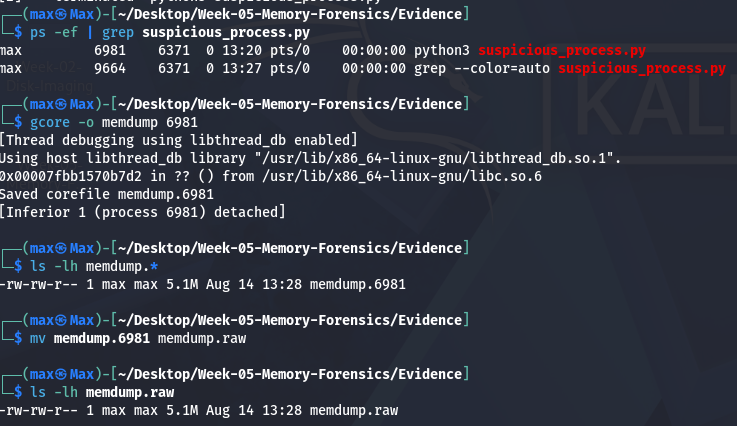 ┌──(max㉿Max)-[~/Desktop/Week-05-Memory-Forensics/Evidence]
└─$ ps -ef | grep suspicious_process.py
max         6981    6371  0 13:20 pts/0    00:00:00 python3 suspicious_process.py
max         9664    6371  0 13:27 pts/0    00:00:00 grep --color=auto suspicious_process.py
┌──(max㉿Max)-[~/Desktop/Week-05-Memory-Forensics/Evidence]
└─$ gcore -o memdump 6981
[Thread debugging using libthread_db enabled]
Using host libthread_db library "/usr/lib/x86_64-linux-gnu/libthread_db.so.1".
0x00007fbb1570b7d2 in ?? () from /usr/lib/x86_64-linux-gnu/libc.so.6
Saved corefile memdump.6981
[Inferior 1 (process 6981) detached]
┌──(max㉿Max)-[~/Desktop/Week-05-Memory-Forensics/Evidence]
└─$ ls -lh memdump.*
-rw-rw-r-- 1 max max 5.1M Aug 14 13:28 memdump.6981
┌──(max㉿Max)-[~/Desktop/Week-05-Memory-Forensics/Evidence]
└─$ mv memdump.6981 memdump.raw
┌──(max㉿Max)-[~/Desktop/Week-05-Memory-Forensics/Evidence]
└─$ ls -lh memdump.raw
-rw-rw-r-- 1 max max 5.1M Aug 14 13:28 memdump.raw
Week-02-
Disk-Imaging
KALI